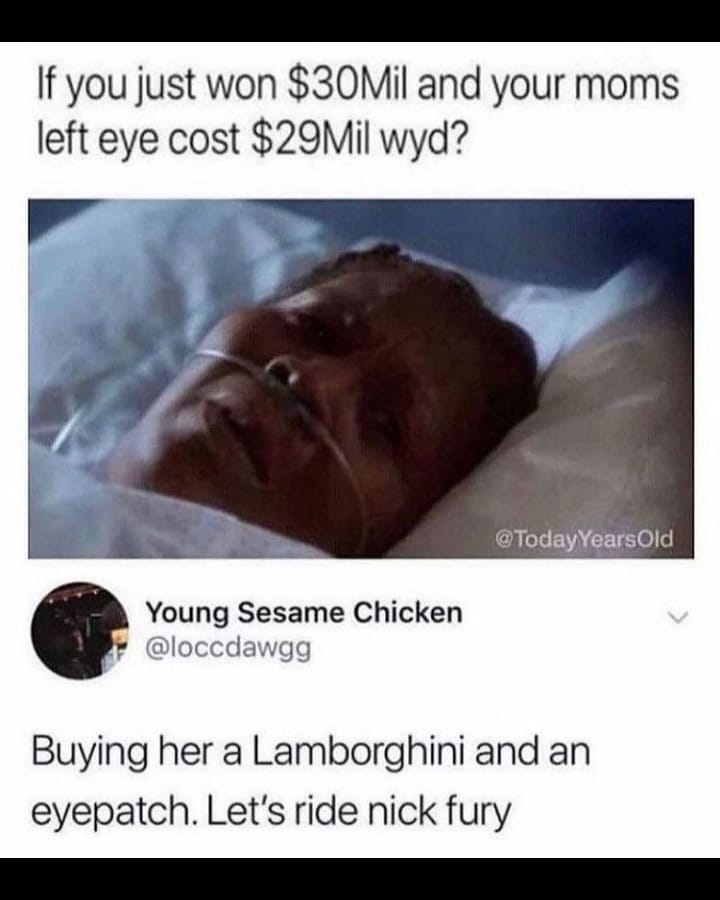 If you just won $30Mil and your moms
left eye cost $29Mil wyd?
@TodayYearsOld
Young Sesame Chicken
@loccdawgg
Buying her a Lamborghini and an
eyepatch. Let's ride nick fury